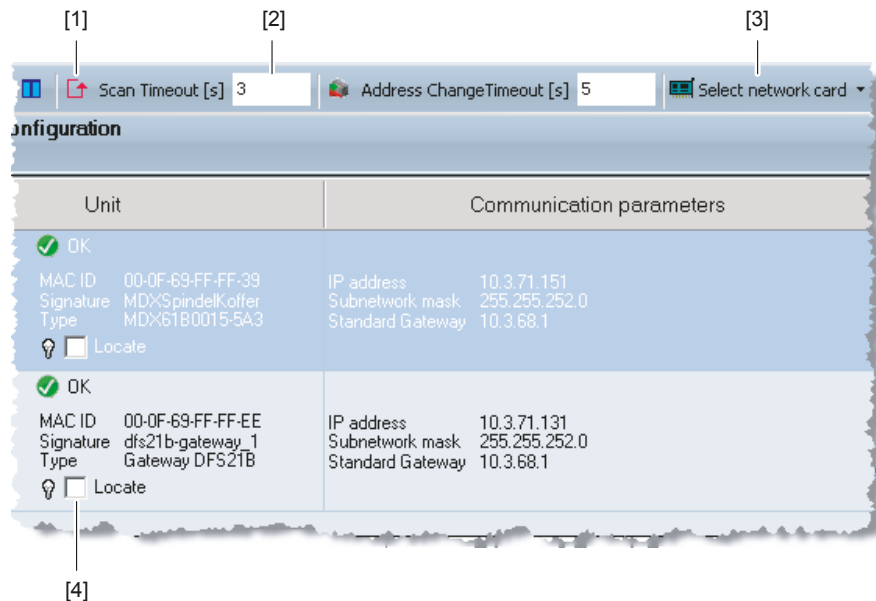 [1] [2] [3]
Scan Timeout [s] 3 Address ChangeTimeout [s] 5 Select network card
onfiguration
Unit Communication parameters
OK
MAC ID 00-0F-69-FF-FF-39 IP address 10.3.71.151
Signature MDXSpindelKoffer Subnetwork mask 255.255.252.0
Type MDX61B0015-5A3 Standard Gateway 10.3.68.1
Locate
OK
MAC ID 00-0F-69-FF-FF-EE IP address 10.3.71.131
Signature dfs21b-gateway_1 Subnetwork mask 255.255.252.0
Type Gateway DFS21B Standard Gateway 10.3.68.1
Locate
[4]